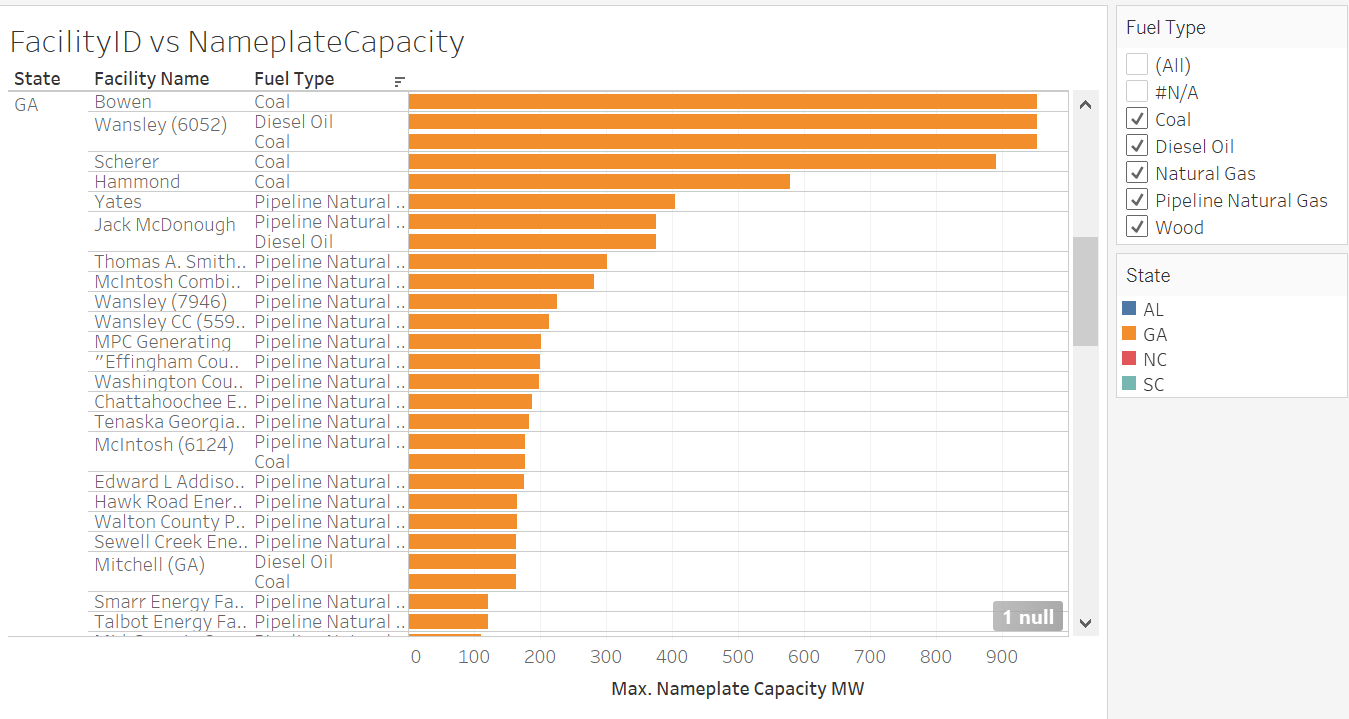 FacilityID vs NameplateCapacity
State Facility Name Fuel Type
GA Bowen Coal
Wansley (6052) Diesel Oil
Coal
Scherer Coal
Hammond Coal
Yates Pipeline Natural ..
Jack McDonough Pipeline Natural ..
Diesel Oil
Thomas A. Smith.. Pipeline Natural ..
McIntosh Combi.. Pipeline Natural ..
Wansley (7946) Pipeline Natural ..
Wansley CC (559.. Pipeline Natural ..
MPC Generating Pipeline Natural ..
"Effingham Cou.. Pipeline Natural ..
Washington Cou.. Pipeline Natural ..
Chattahoochee E.. Pipeline Natural ..
Tenaska Georgia.. Pipeline Natural ..
McIntosh (6124) Pipeline Natural ..
Coal
Edward L Addiso.. Pipeline Natural ..
Hawk Road Ener.. Pipeline Natural ..
Walton County P.. Pipeline Natural ..
Sewell Creek Ene.. Pipeline Natural ..
Mitchell (GA) Diesel Oil
Coal
Smarr Energy Fa.. Pipeline Natural ..
Talbot Energy Fa.. Pipeline Natural ..
1 null
0 100 200 300 400 500 600 700 800 900
Max. Nameplate Capacity MW
Fuel Type
(All)
#N/A
Coal
Diesel Oil
Natural Gas
Pipeline Natural Gas
Wood
State
AL
GA
NC
SC